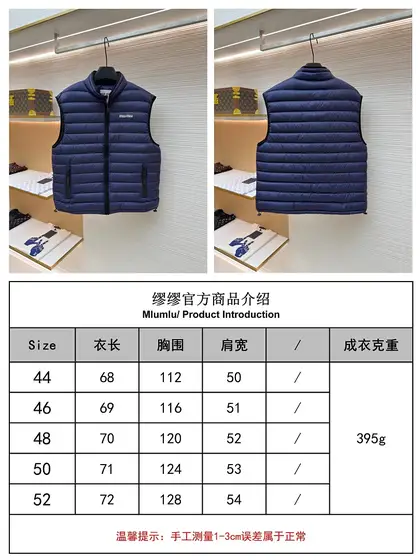 缪缪官方商品介绍
Mlumlu/ Product Introduction
Size 衣长 胸围 肩宽 / 成衣克重
44 68 112 50 /
46 69 116 51 /
48 70 120 52 / 395g
50 71 124 53 /
52 72 128 54 /
温馨提示：手工测量1-3cm误差属于正常